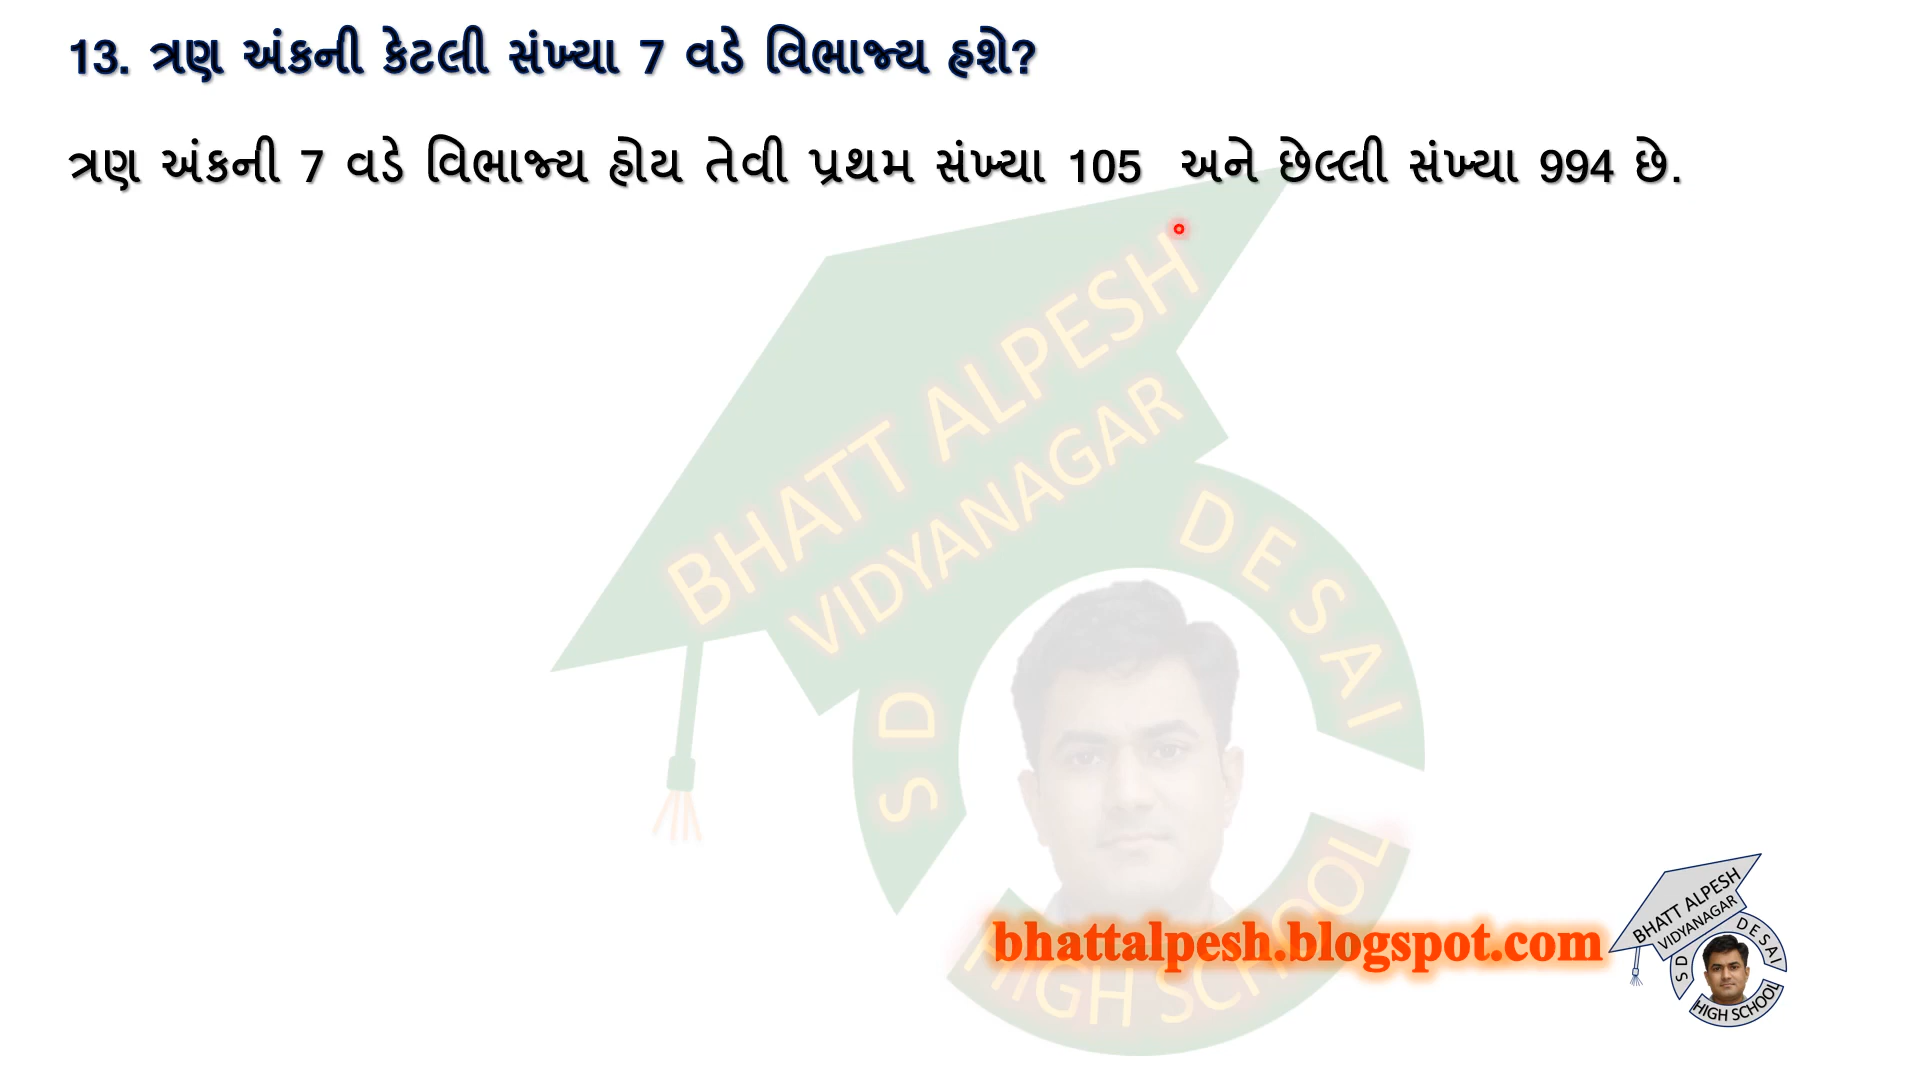 13. ત્રણ અંકની કેટલી સંખ્યા 7 વડે વિભાજ્ય હશે?
ત્રણ અંકની 7 વડે વિભાજ્ય હોય તેવી પ્રથમ સંખ્યા 105 અને છેલ્લી સંખ્યા 994 છે.
BHATT ALPESH
VIDYANAGAR
S D DESAI
HIGH SCHOOL
bhattalpesh.blogspot.com
BHATT ALPESH
VIDYANAGAR
S D DESAI
HIGH SCHOOL